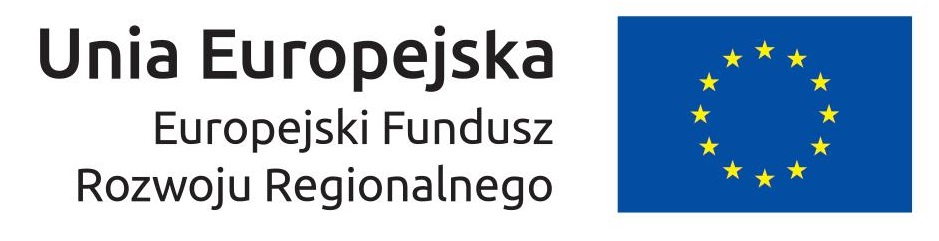 Unia Europejska
Europejski Fundusz
Rozwoju Regionalnego